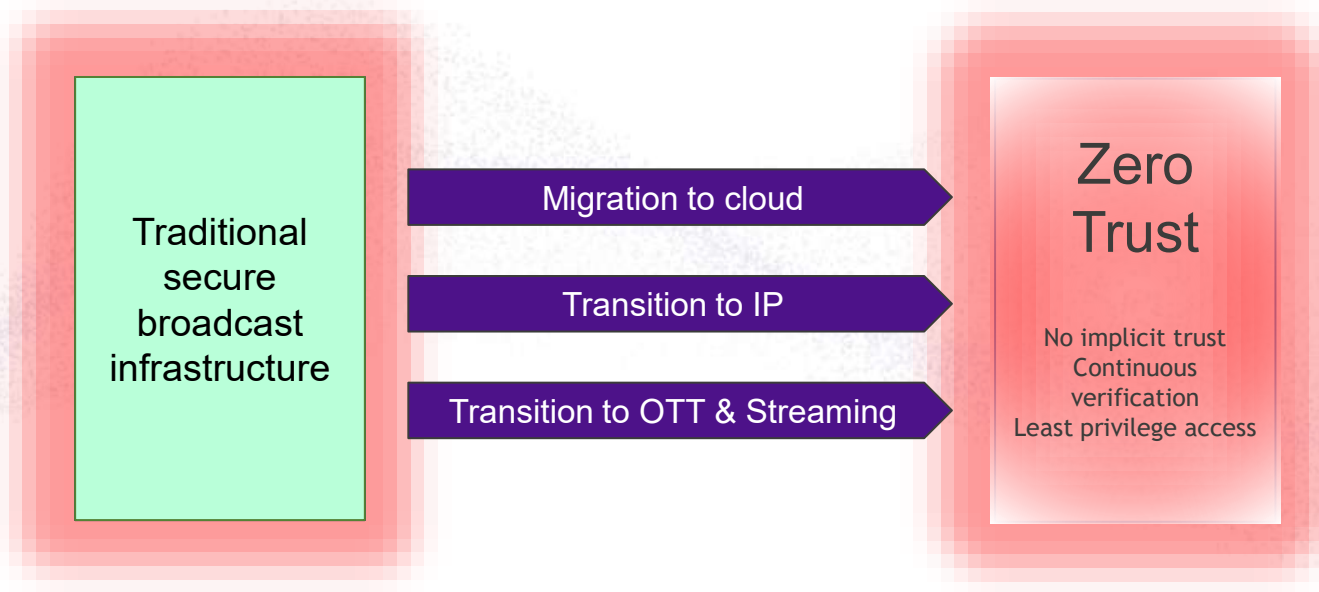 Traditional
secure
broadcast
infrastructure
Migration to cloud
Transition to IP
Transition to OTT & Streaming
Zero
Trust
No implicit trust
Continuous
verification
Least privilege access